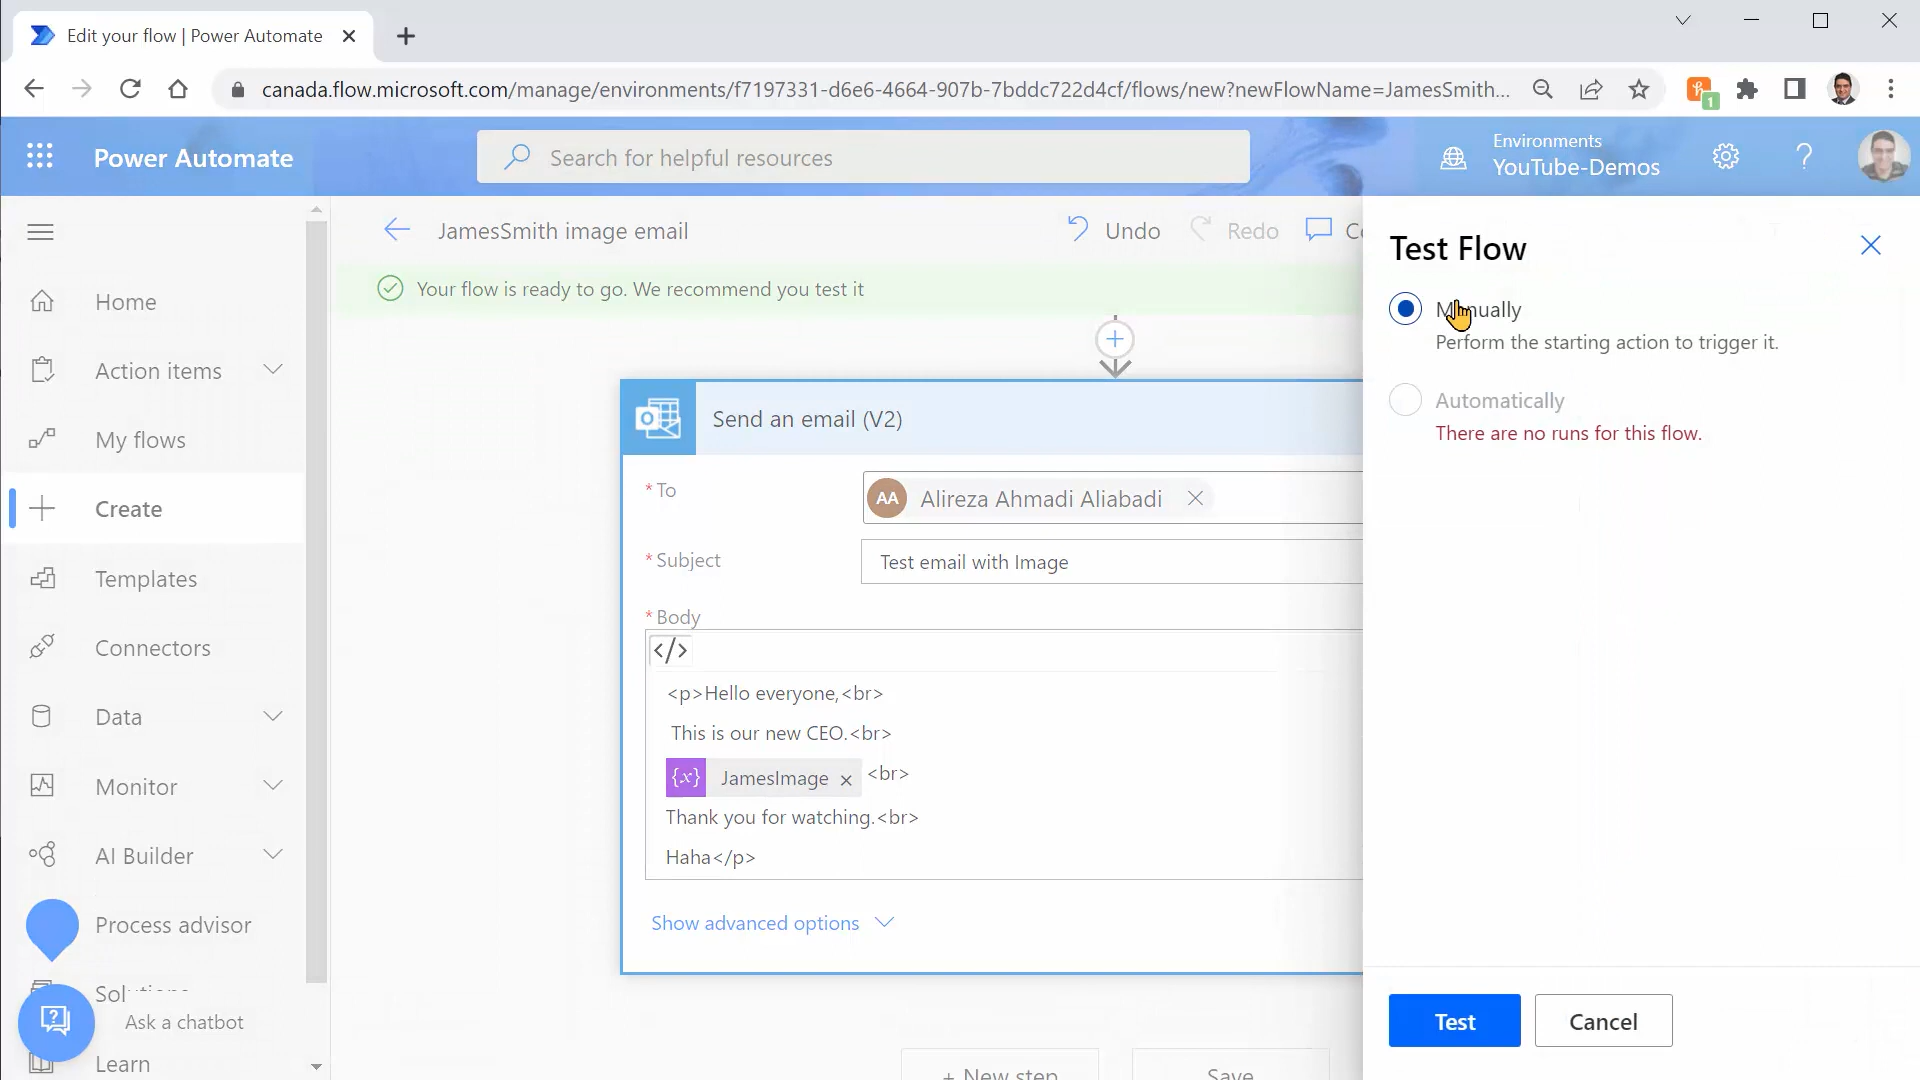 Edit your flow | Power Automate
canada.flow.microsoft.com/manage/environments/f7197331-d6e6-4664-907b-7bddc722d4cf/flows/new?newFlowName=JamesSmith...
1
Power Automate
Search for helpful resources
Environments
YouTube-Demos
Home
Action items
My flows
Create
Templates
Connectors
Data
Monitor
AI Builder
Process advisor
Ask a chatbot
Learn
JamesSmith image email
Undo
Redo
Your flow is ready to go. We recommend you test it
Send an email (V2)
* To
AA
Alireza Ahmadi Aliabadi
* Subject
Test email with Image
* Body
</>
<p>Hello everyone,<br>
This is our new CEO.<br>
{x} JamesImage <br>
Thank you for watching.<br>
Haha</p>
Show advanced options
+ New step
Save
Test Flow
Manually
Perform the starting action to trigger it.
Automatically
There are no runs for this flow.
Test
Cancel